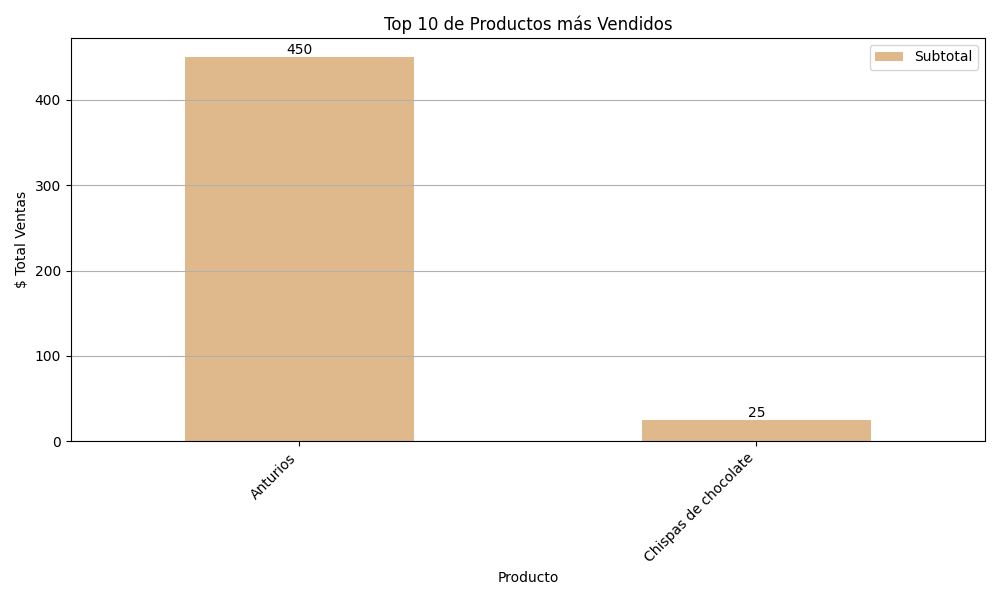 Top 10 de Productos más Vendidos
Subtotal
450
25
$ Total Ventas
400
300
200
100
0
Anturios
Chispas de chocolate
Producto